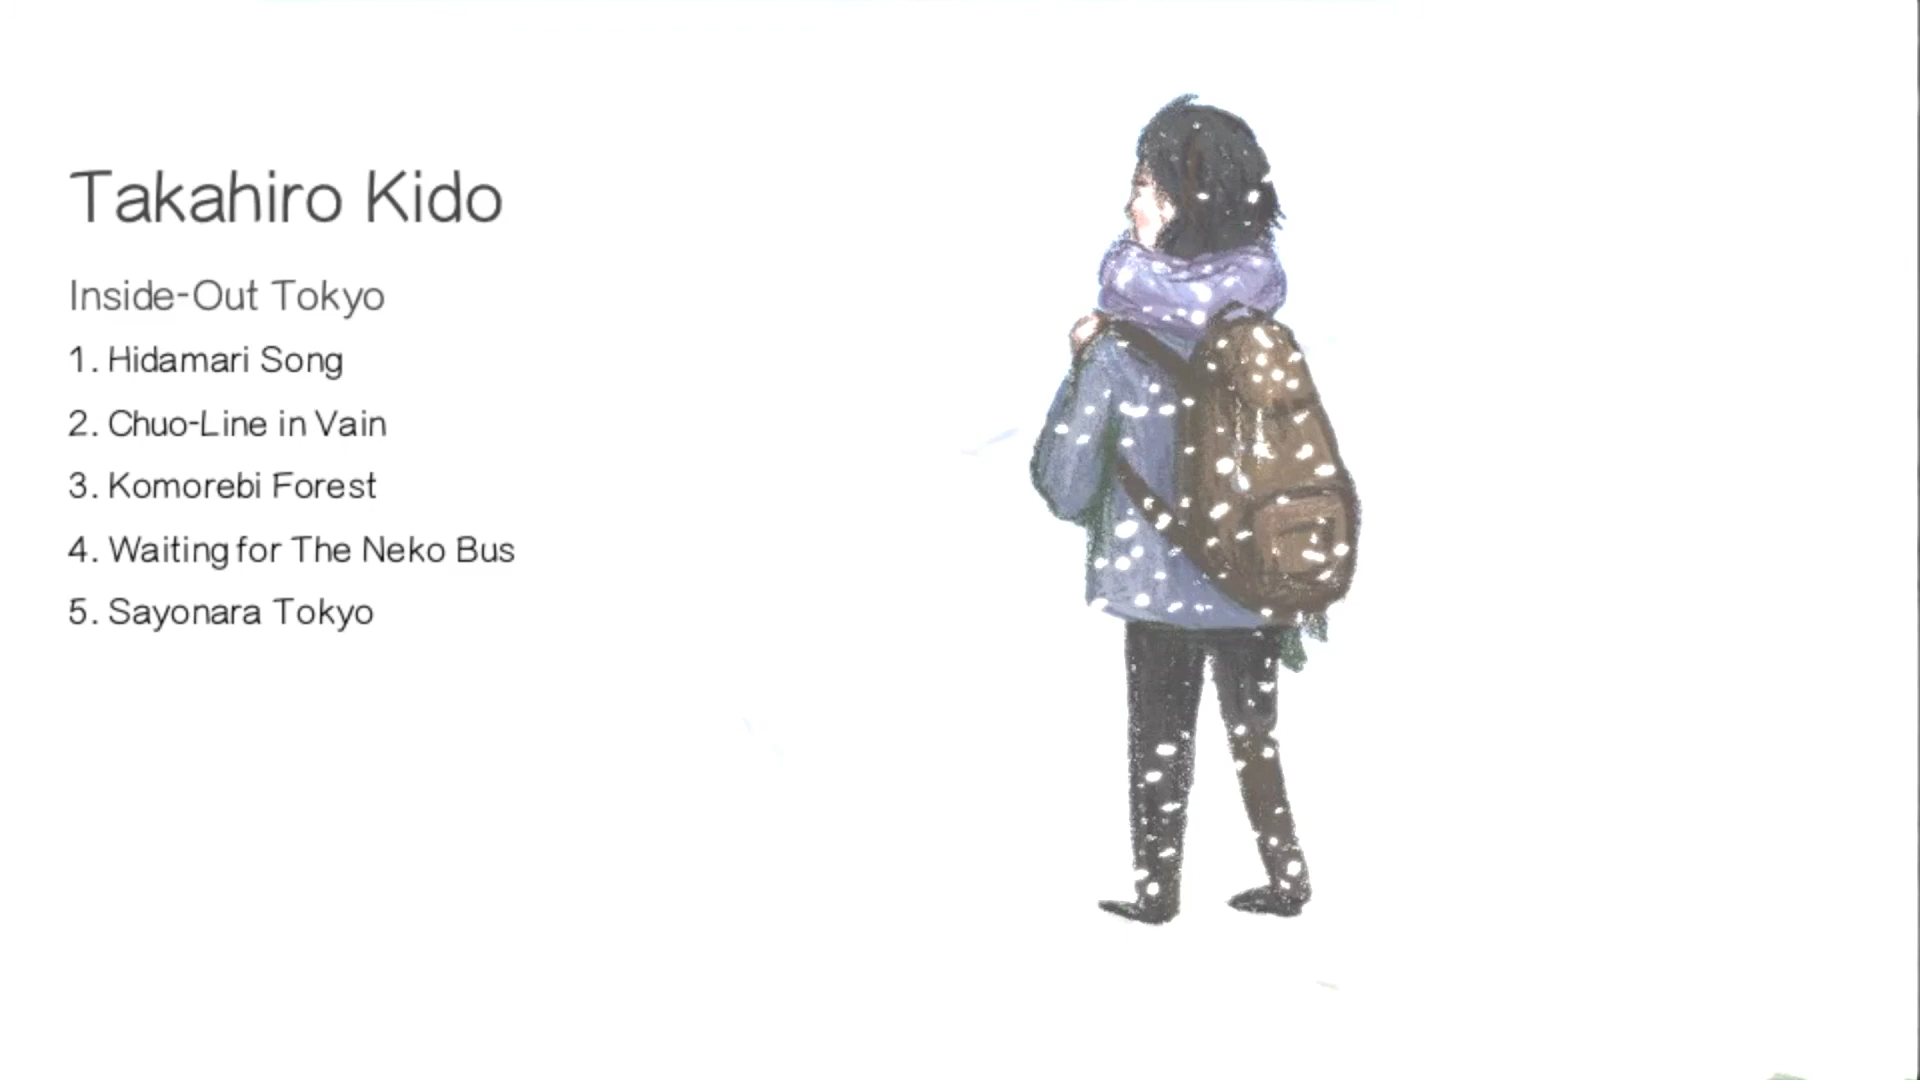 Takahiro Kido
Inside-Out Tokyo
1. Hidamari Song
2. Chuo-Line in Vain
3. Komorebi Forest
4. Waiting for The Neko Bus
5. Sayonara Tokyo